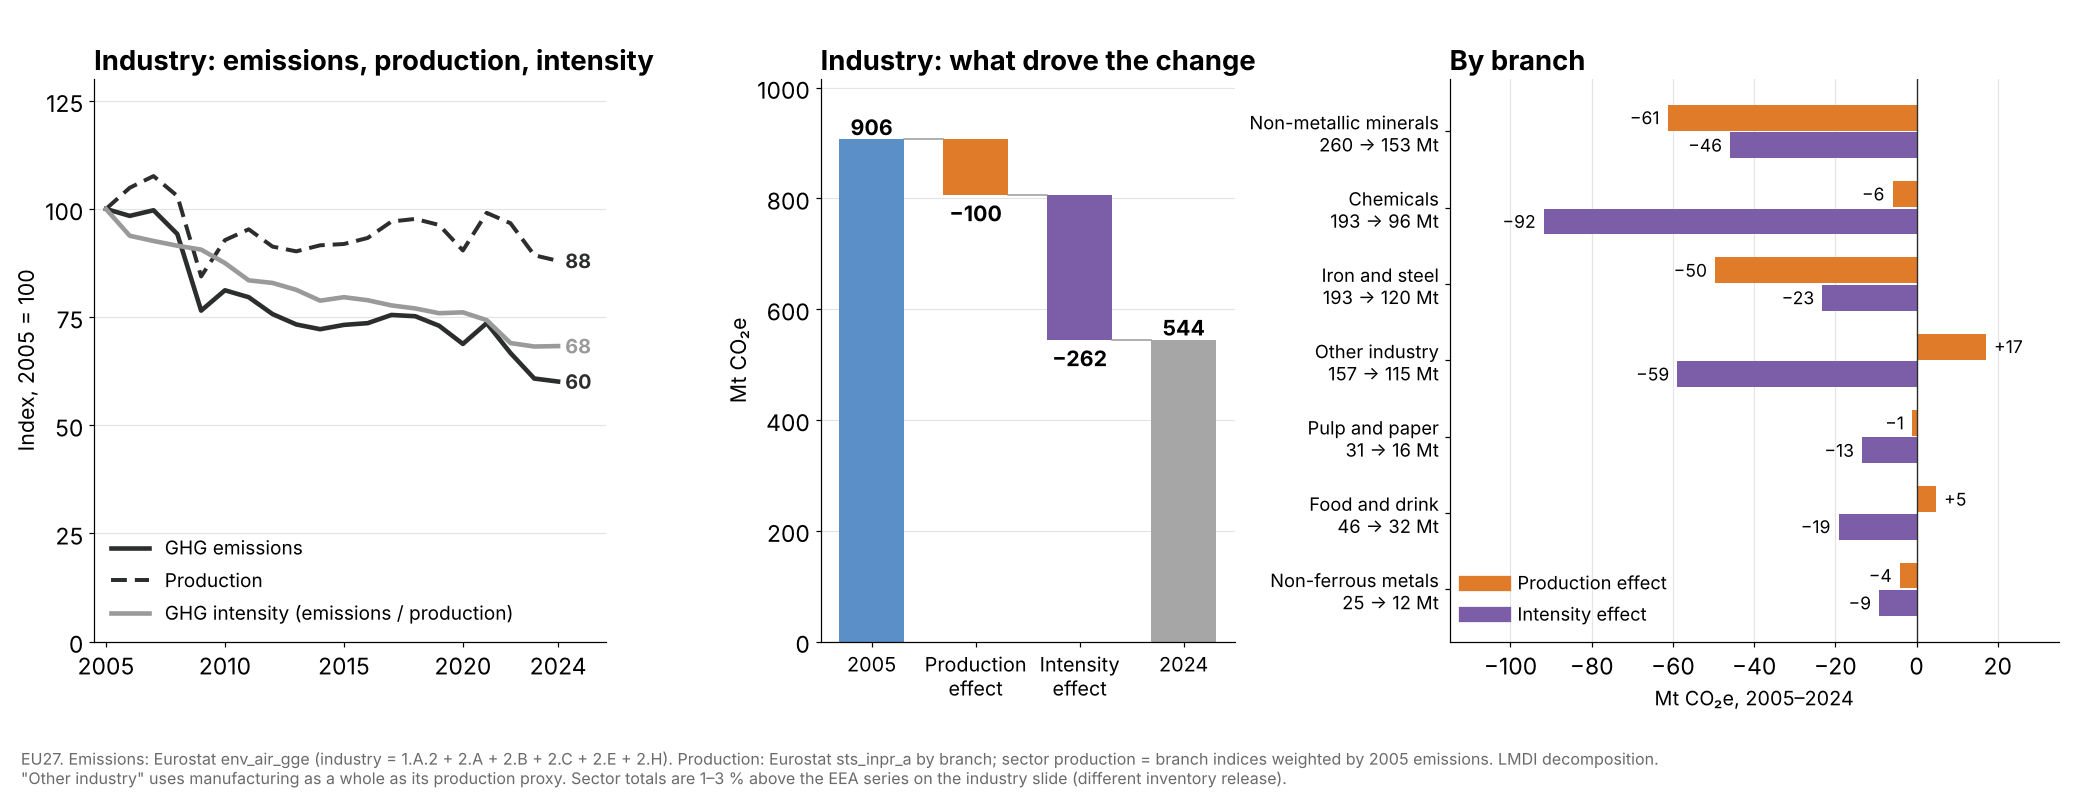 Industry: emissions, production, intensity
125
100
75
50
25
0
Index, 2005 = 100
88
68
60
GHG emissions
Production
GHG intensity (emissions / production)
2005
2010
2015
2020
2024
Industry: what drove the change
1000
800
600
400
200
0
Mt CO₂e
906
−100
−262
544
2005
Production
effect
Intensity
effect
2024
By branch
Non-metallic minerals
260 → 153 Mt
−61
−46
Chemicals
193 → 96 Mt
−6
−92
Iron and steel
193 → 120 Mt
−50
−23
Other industry
157 → 115 Mt
+17
−59
Pulp and paper
31 → 16 Mt
−1
−13
Food and drink
46 → 32 Mt
+5
−19
Non-ferrous metals
25 → 12 Mt
−4
−9
Production effect
Intensity effect
−100
−80
−60
−40
−20
0
20
Mt CO₂e, 2005–2024
EU27. Emissions: Eurostat env_air_gge (industry = 1.A.2 + 2.A + 2.B + 2.C + 2.E + 2.H). Production: Eurostat sts_inpr_a by branch; sector production = branch indices weighted by 2005 emissions. LMDI decomposition.
"Other industry" uses manufacturing as a whole as its production proxy. Sector totals are 1–3 % above the EEA series on the industry slide (different inventory release).